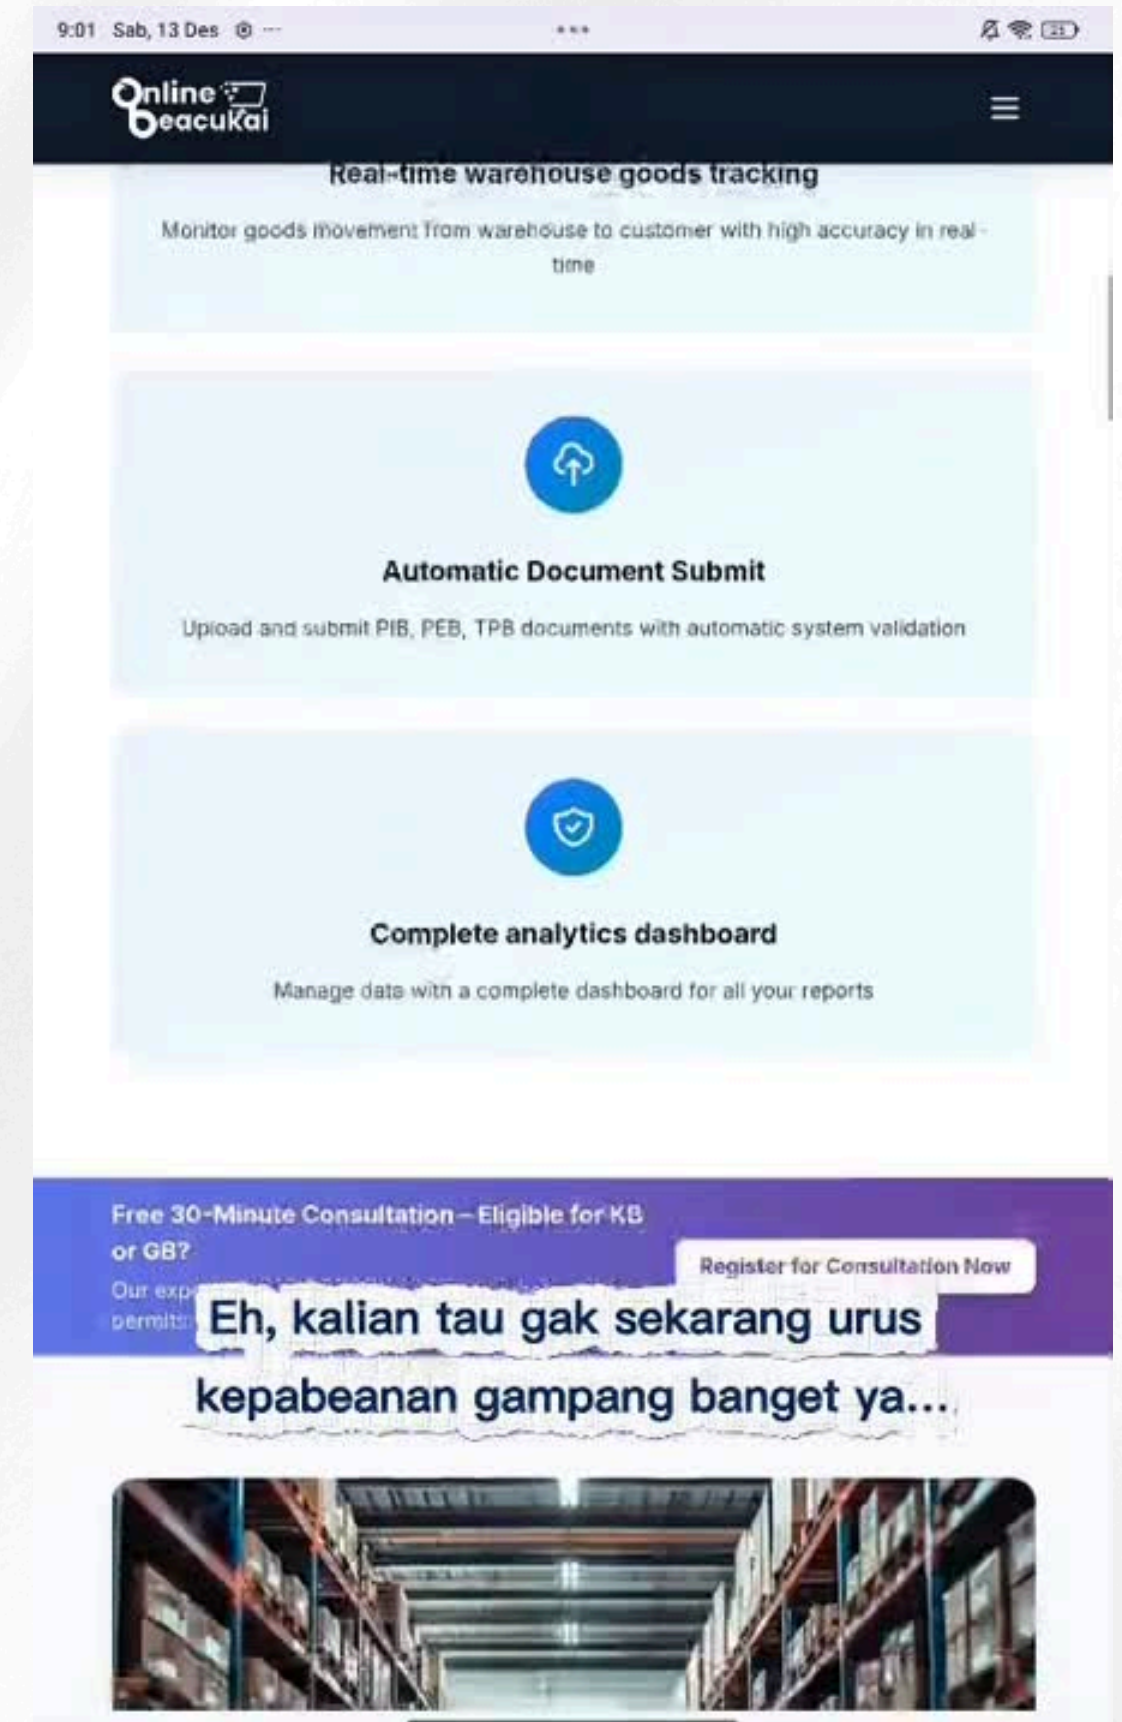 9:01 Sab, 13 Des
21
Online
beacukai
Real-time warehouse goods tracking
Monitor goods movement from warehouse to customer with high accuracy in real-
time
Automatic Document Submit
Upload and submit PIB, PEB, TPB documents with automatic system validation
Complete analytics dashboard
Manage data with a complete dashboard for all your reports
Free 30-Minute Consultation – Eligible for KB
or GB?
Register for Consultation Now
Our
permits
Eh, kalian tau gak sekarang urus
kepabeanan gampang banget ya...